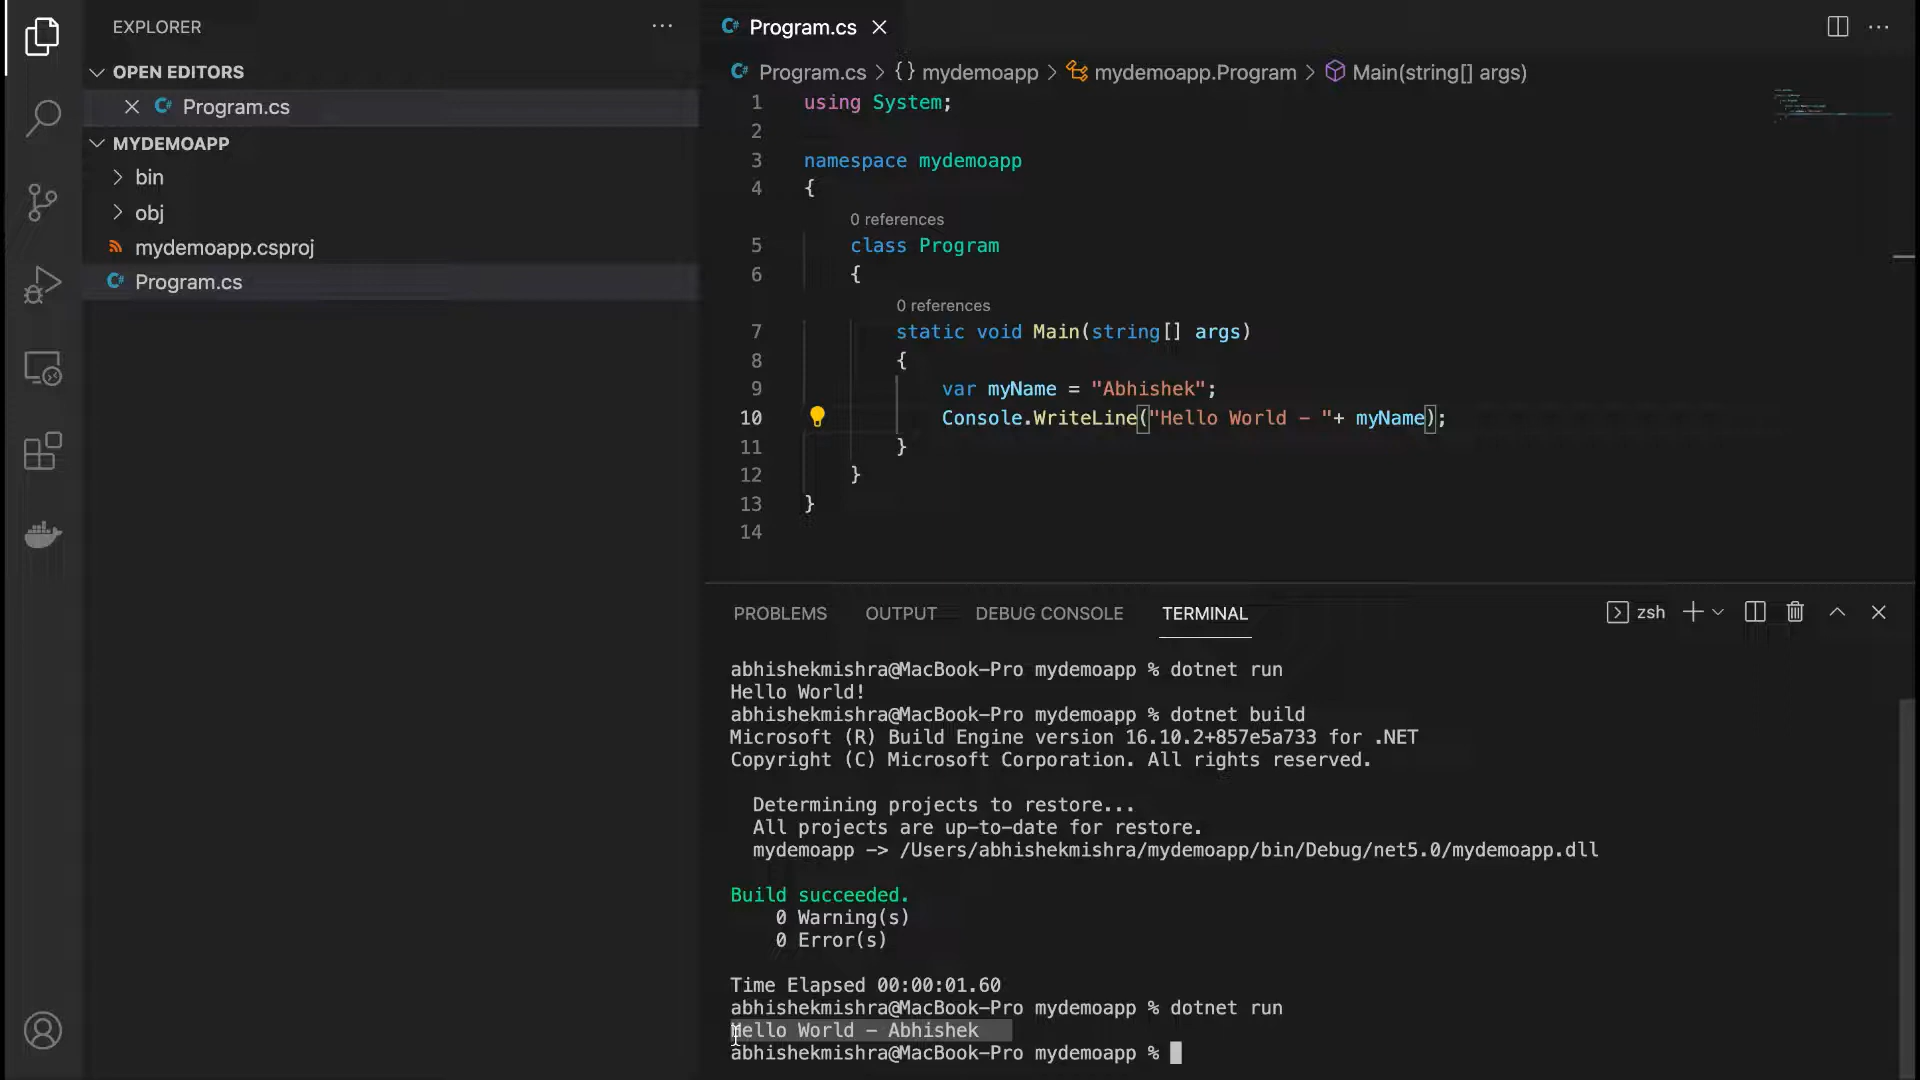 EXPLORER
OPEN EDITORS
Program.cs
MYDEMOAPP
bin
obj
mydemoapp.csproj
Program.cs
Program.cs
Program.cs > {} mydemoapp > mydemoapp.Program > Main(string[] args)
1 using System;
2
3 namespace mydemoapp
4 {
0 references
5 class Program
6 {
0 references
7 static void Main(string[] args)
8 {
9 var myName = "Abhishek";
10 Console.WriteLine("Hello World - "+ myName);
11 }
12 }
13 }
14
PROBLEMS OUTPUT DEBUG CONSOLE TERMINAL zsh
abhishekmishra@MacBook-Pro mydemoapp % dotnet run
Hello World!
abhishekmishra@MacBook-Pro mydemoapp % dotnet build
Microsoft (R) Build Engine version 16.10.2+857e5a733 for .NET
Copyright (C) Microsoft Corporation. All rights reserved.
Determining projects to restore...
All projects are up-to-date for restore.
mydemoapp -> /Users/abhishekmishra/mydemoapp/bin/Debug/net5.0/mydemoapp.dll
Build succeeded.
0 Warning(s)
0 Error(s)
Time Elapsed 00:00:01.60
abhishekmishra@MacBook-Pro mydemoapp % dotnet run
Hello World - Abhishek
abhishekmishra@MacBook-Pro mydemoapp %